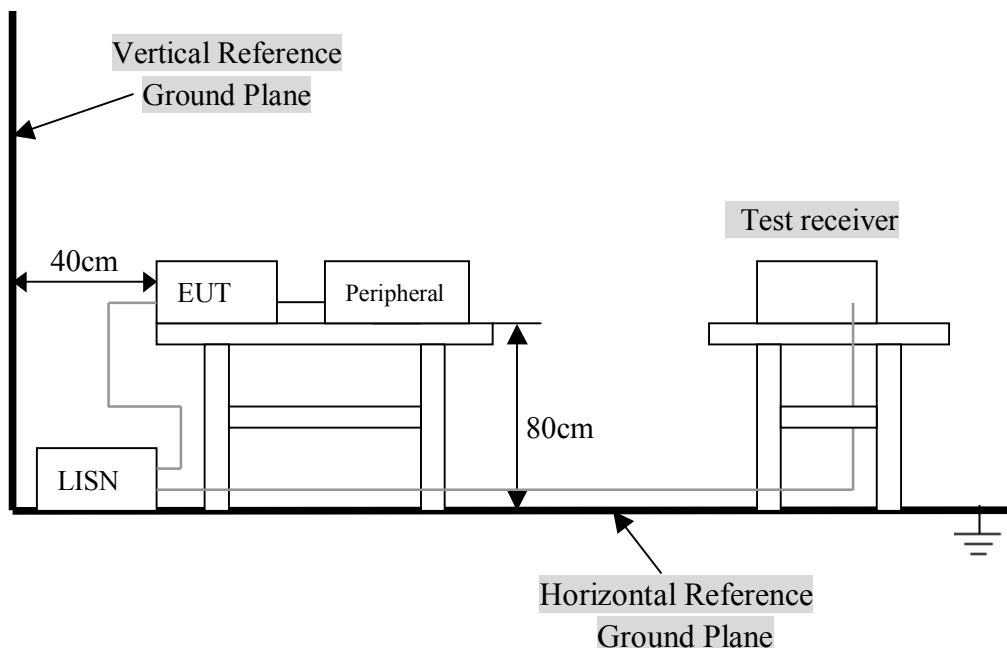 Vertical Reference
Ground Plane
Test receiver
40cm
EUT
Peripheral
80cm
LISN
Horizontal Reference
Ground Plane